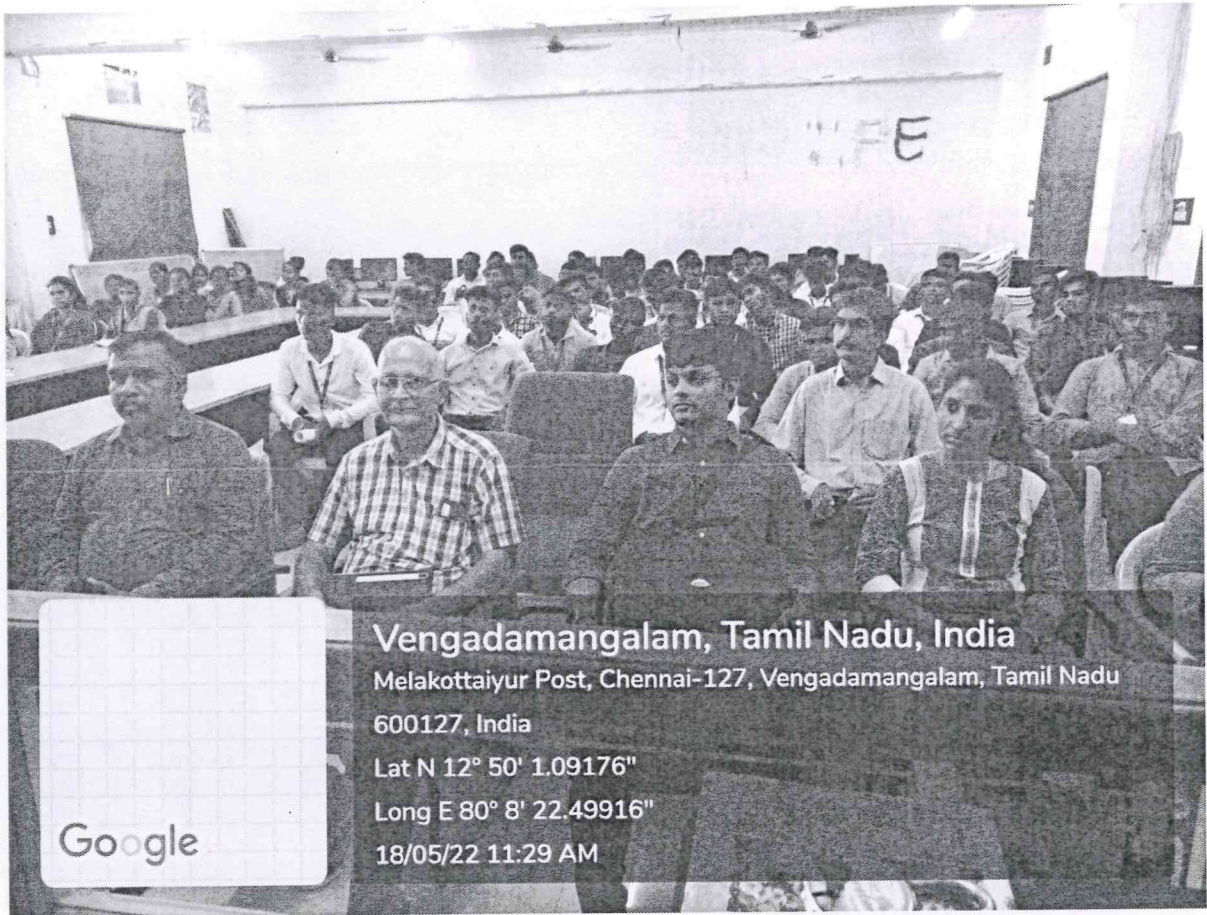 E
Vengadamangalam, Tamil Nadu, India
Melakottaiyur Post, Chennai-127, Vengadamangalam, Tamil Nadu
600127, India
Lat N 12° 50' 1.09176"
Long E 80° 8' 22.49916"
18/05/22 11:29 AM
Google